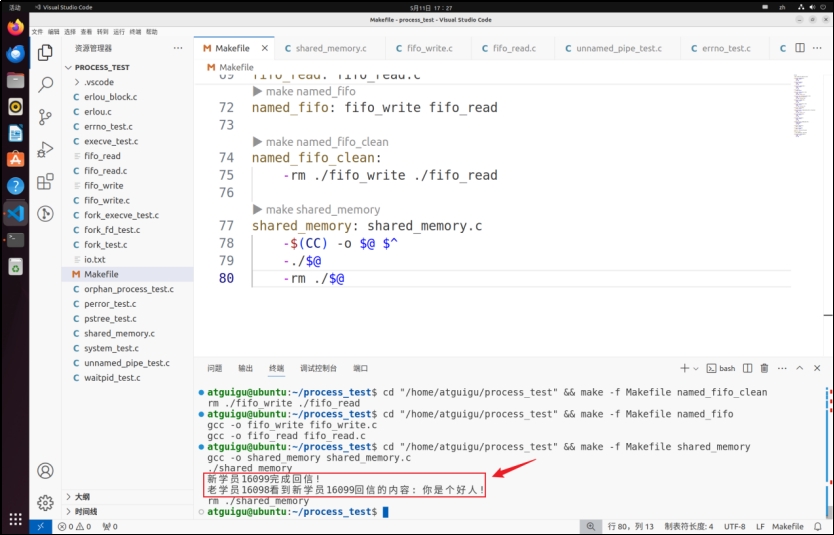 活动
Visual Studio Code
5月11日 17：27
zh
Makefile - process_test - Visual Studio Code
文件 编辑 选择 查看 转到 运行 终端 帮助
资源管理器
PROCESS_TEST
.vscode
erlou_block.c
erlou.c
errno_test.c
execve_test.c
fifo_read
fifo_read.c
fifo_write
fifo_write.c
fork_execve_test.c
fork_fd_test.c
fork_test.c
io.txt
Makefile
orphan_process_test.c
perror_test.c
pstree_test.c
shared_memory.c
system_test.c
unnamed_pipe_test.c
waitpid_test.c
大纲
时间线
Makefile
shared_memory.c
fifo_write.c
fifo_read.c
unnamed_pipe_test.c
errno_test.c
Makefile
69 fifo_read: fifo_read.c
make named_fifo
72 named_fifo: fifo_write fifo_read
73
make named_fifo_clean
74 named_fifo_clean:
75 -rm ./fifo_write ./fifo_read
76
make shared_memory
77 shared_memory: shared_memory.c
78 -$(CC) -o $@ $^
79 -./$@
80 -rm ./$@
问题 输出 终端 调试控制台 端口
bash
atguigu@ubuntu:~/process_test$ cd "/home/atguigu/process_test" && make -f Makefile named_fifo_clean
rm ./fifo_write ./fifo_read
atguigu@ubuntu:~/process_test$ cd "/home/atguigu/process_test" && make -f Makefile named_fifo
gcc -o fifo_write fifo_write.c
gcc -o fifo_read fifo_read.c
atguigu@ubuntu:~/process_test$ cd "/home/atguigu/process_test" && make -f Makefile shared_memory
gcc -o shared_memory shared_memory.c
./shared_memory
新学员16099完成回信！
老学员16098看到新学员16099回信的内容: 你是个好人!
rm ./shared_memory
atguigu@ubuntu:~/process_test$
0 0 0
行 80，列 13 制表符长度: 4 UTF-8 LF Makefile